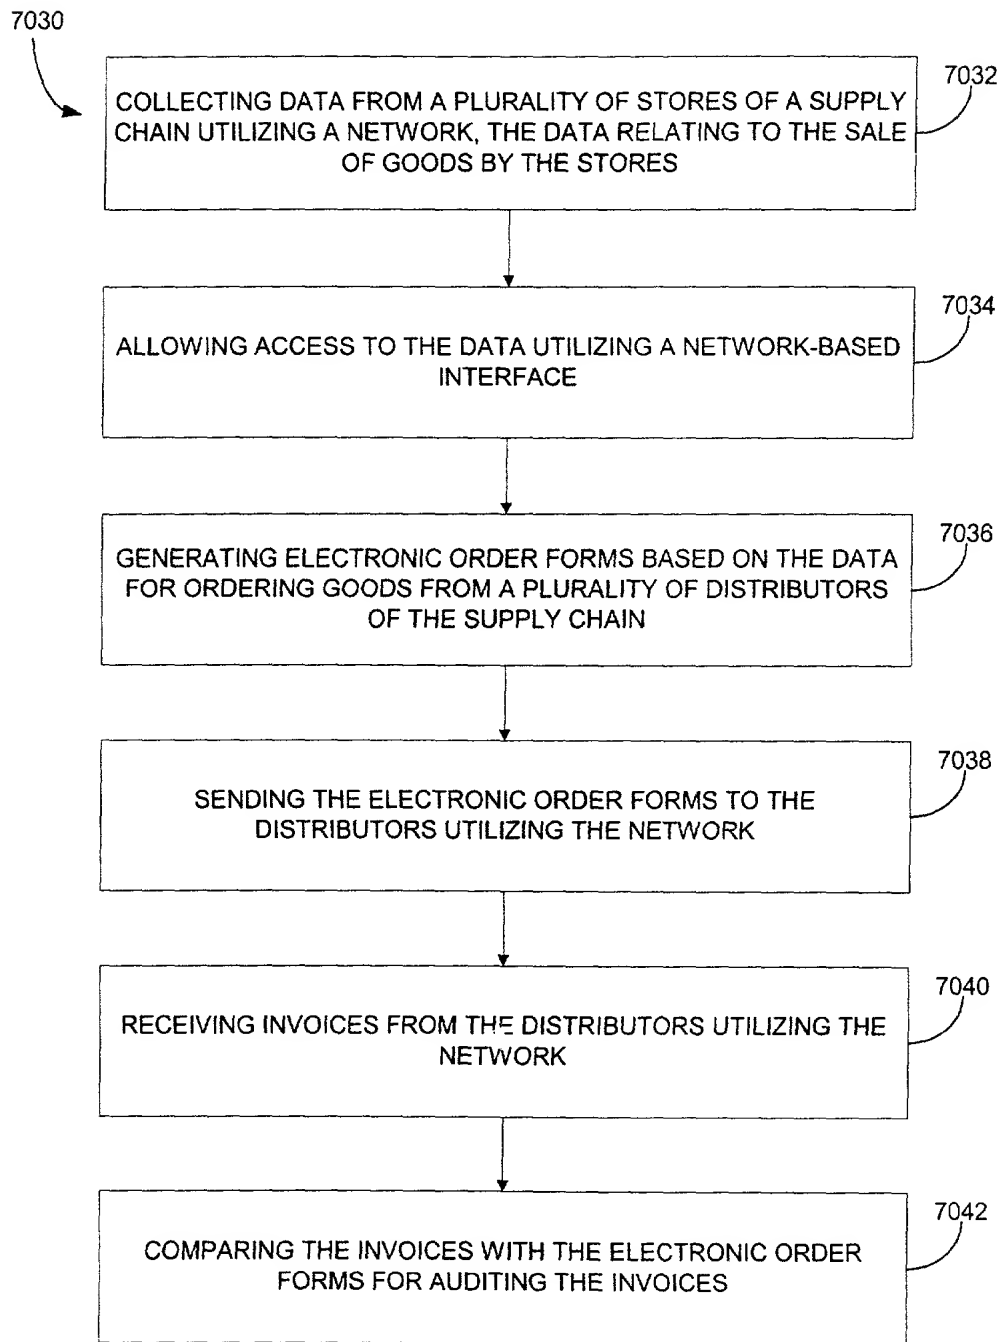 7030
7032
COLLECTING DATA FROM A PLURALITY OF STORES OF A SUPPLY
CHAIN UTILIZING A NETWORK, THE DATA RELATING TO THE SALE
OF GOODS BY THE STORES
7034
ALLOWING ACCESS TO THE DATA UTILIZING A NETWORK-BASED
INTERFACE
7036
GENERATING ELECTRONIC ORDER FORMS BASED ON THE DATA
FOR ORDERING GOODS FROM A PLURALITY OF DISTRIBUTORS
OF THE SUPPLY CHAIN
7038
SENDING THE ELECTRONIC ORDER FORMS TO THE
DISTRIBUTORS UTILIZING THE NETWORK
7040
RECEIVING INVOICES FROM THE DISTRIBUTORS UTILIZING THE
NETWORK
7042
COMPARING THE INVOICES WITH THE ELECTRONIC ORDER
FORMS FOR AUDITING THE INVOICES